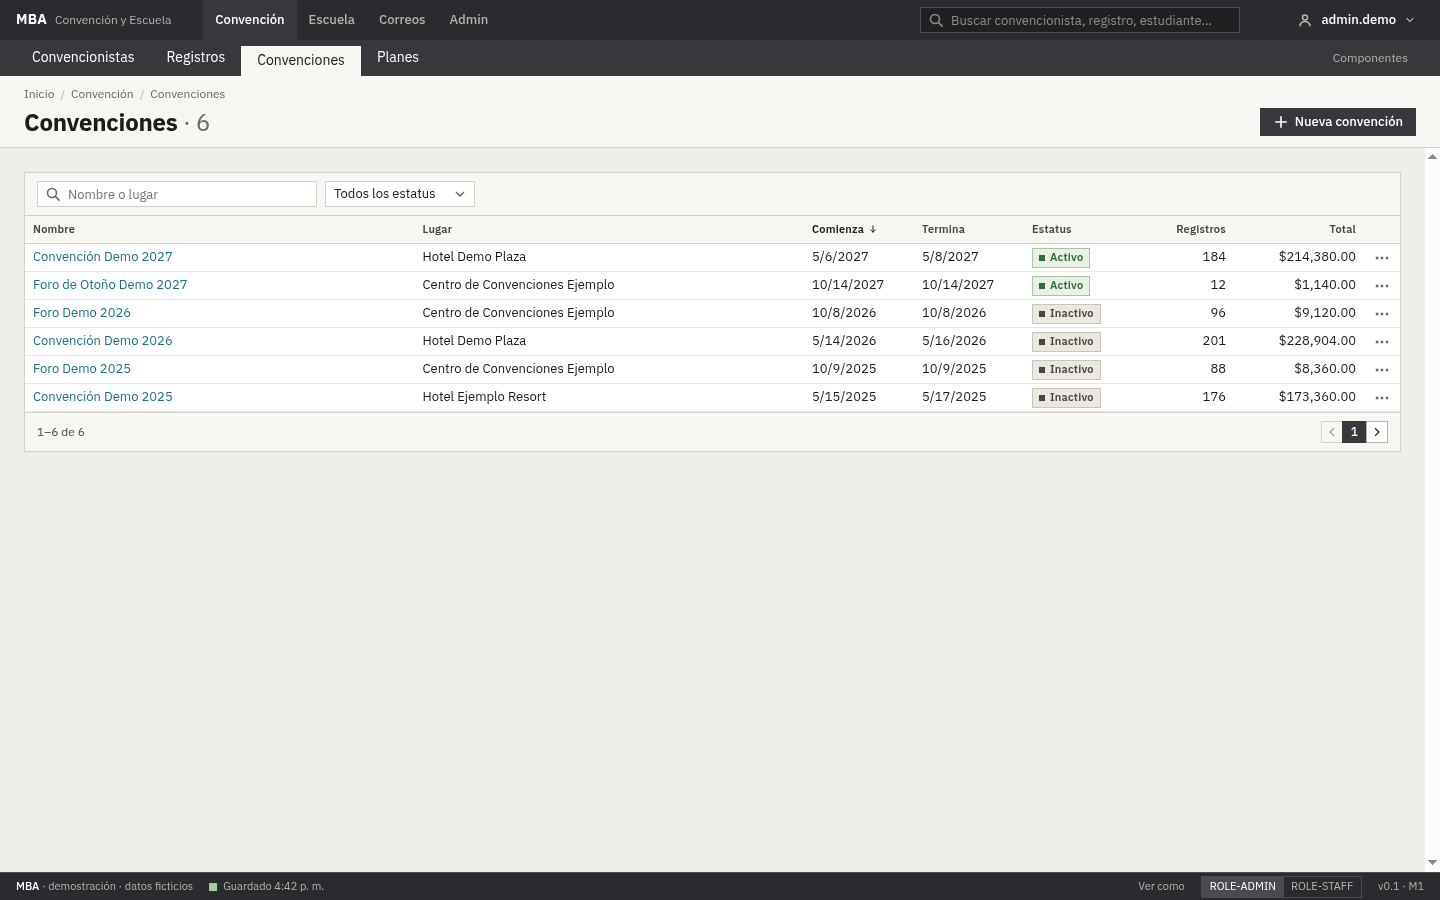 MBA Convención y Escuela Convención Escuela Correos Admin Buscar convencionista, registro, estudiante... admin.demo
Convencionistas Registros Convenciones Planes Componentes
Inicio / Convención / Convenciones
Convenciones · 6 Nueva convención
Nombre o lugar Todos los estatus
Nombre Lugar Comienza ↓ Termina Estatus Registros Total
Convención Demo 2027 Hotel Demo Plaza 5/6/2027 5/8/2027 Activo 184 $214,380.00
Foro de Otoño Demo 2027 Centro de Convenciones Ejemplo 10/14/2027 10/14/2027 Activo 12 $1,140.00
Foro Demo 2026 Centro de Convenciones Ejemplo 10/8/2026 10/8/2026 Inactivo 96 $9,120.00
Convención Demo 2026 Hotel Demo Plaza 5/14/2026 5/16/2026 Inactivo 201 $228,904.00
Foro Demo 2025 Centro de Convenciones Ejemplo 10/9/2025 10/9/2025 Inactivo 88 $8,360.00
Convención Demo 2025 Hotel Ejemplo Resort 5/15/2025 5/17/2025 Inactivo 176 $173,360.00
1–6 de 6 1
MBA · demostración · datos ficticios Guardado 4:42 p. m. Ver como ROLE-ADMIN ROLE-STAFF v0.1 · M1